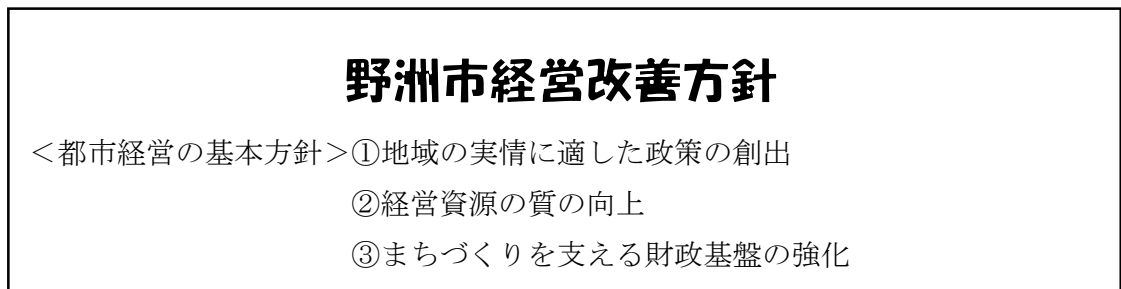 野洲市経営改善方針
＜都市経営の基本方針＞①地域の実情に適した政策の創出
②経営資源の質の向上
③まちづくりを支える財政基盤の強化